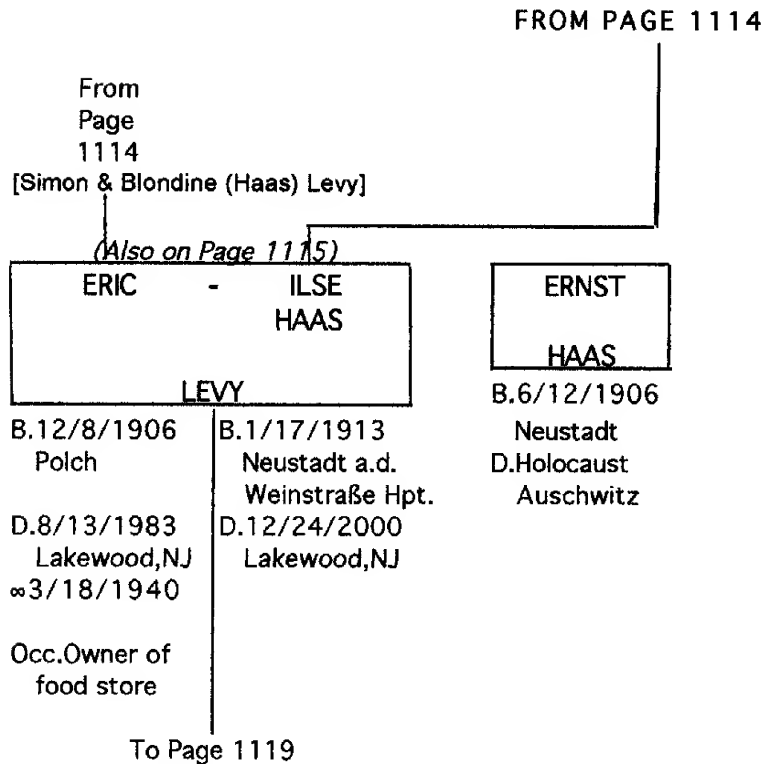 FROM PAGE 1114
From
Page
1114
[Simon & Blondine (Haas) Levy]
(Also on Page 1115)
ERIC - ILSE
HAAS
LEVY
B.12/8/1906
Polch
D.8/13/1983
Lakewood,NJ
∞3/18/1940
Occ.Owner of
food store
B.1/17/1913
Neustadt a.d.
Weinstraße Hpt.
D.12/24/2000
Lakewood,NJ
ERNST
HAAS
B.6/12/1906
Neustadt
D.Holocaust
Auschwitz
To Page 1119